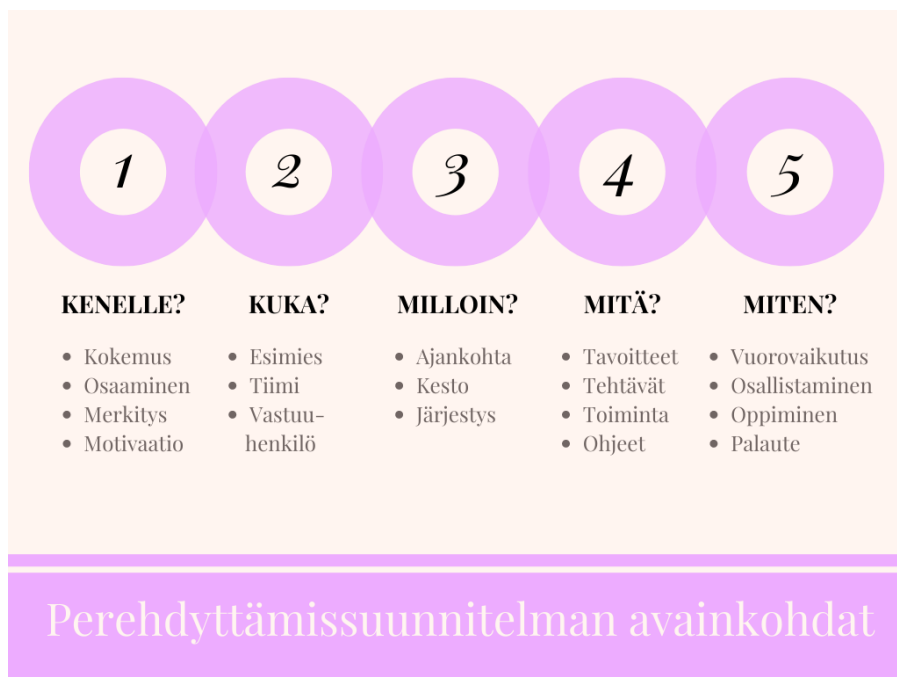 1
2
3
4
5
KENELLE?
• Kokemus
• Osaaminen
• Merkitys
• Motivaatio
KUKA?
• Esimies
• Tiimi
• Vastuu-
henkilö
MILLOIN?
• Ajankohta
• Kesto
• Järjestys
MITÄ?
• Tavoitteet
• Tehtävät
• Toiminta
• Ohjeet
MITEN?
• Vuorovaikutus
• Osallistaminen
• Oppiminen
• Palaute
Perehdyttämissuunnitelman avainkohdat